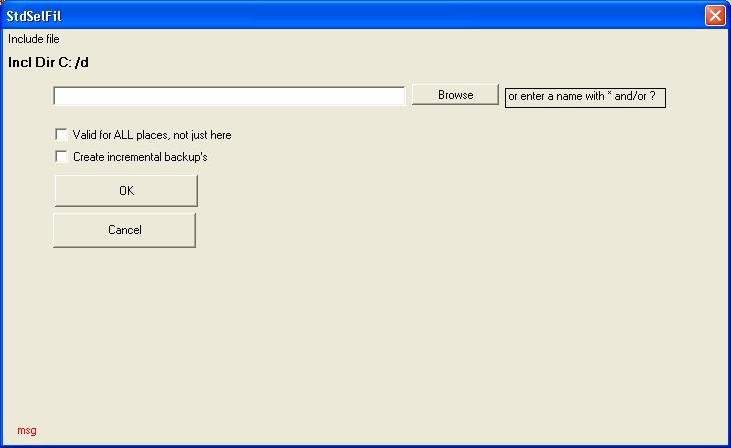 StdSelFil
Include file
Incl Dir C: /d
Browse
or enter a name with * and/or ?
Valid for ALL places, not just here
Create incremental backup's
OK
Cancel
msg